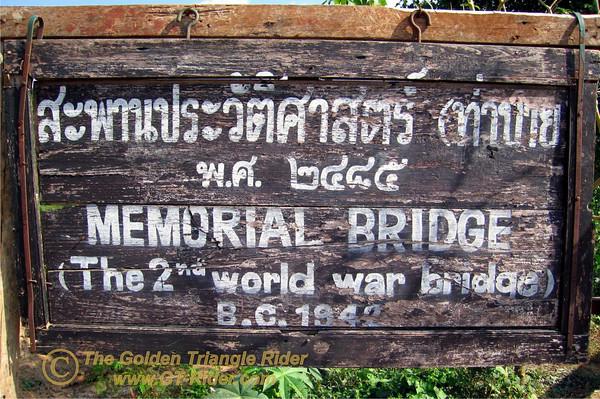 สะพานประวัติศาสตร์ (ท่าปาย
พ.ศ. ๒๔๘๕
MEMORIAL BRIDGE
(The 2nd world war bridge)
B.C. 1942
© The Golden Triangle Rider
www.GT-Rider.com